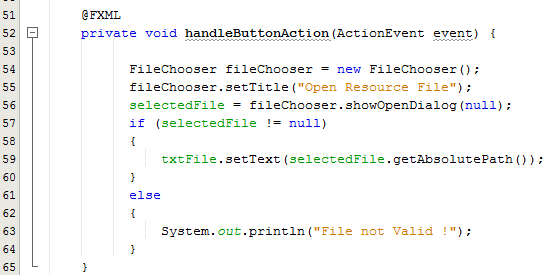 51 @FXML
52 private void handleButtonAction(ActionEvent event) {
53
54 FileChooser fileChooser = new FileChooser();
55 fileChooser.setTitle("Open Resource File");
56 selectedFile = fileChooser.showOpenDialog(null);
57 if (selectedFile != null)
58 {
59 txtFile.setText(selectedFile.getAbsolutePath());
60 }
61 else
62 {
63 System.out.println("File not Valid !");
64 }
65 }